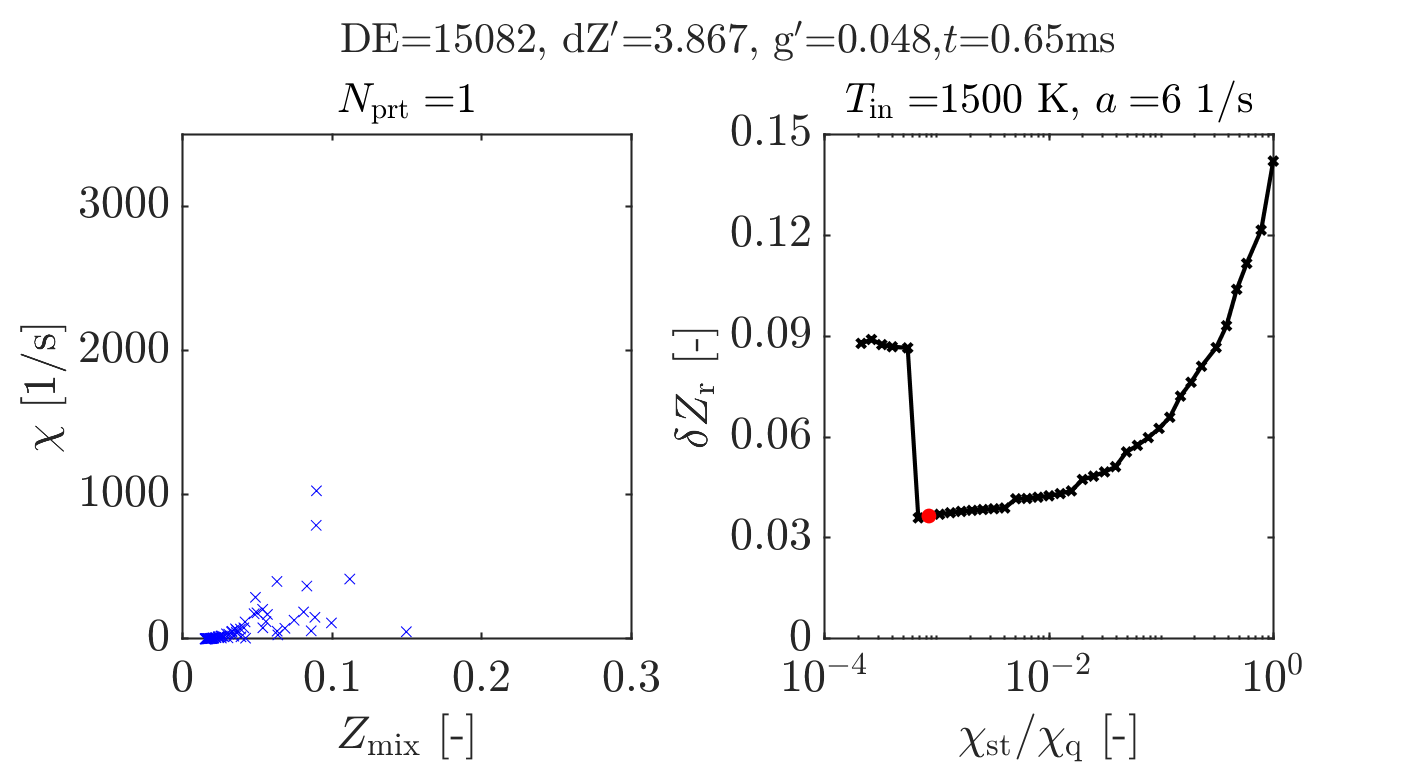 DE=15082, dZ′=3.867, g′=0.048,t=0.65ms
N_prt =1
χ [1/s]
3000
2000
1000
0
0 0.1 0.2 0.3
Z_mix [-]
T_in =1500 K, a =6 1/s
δZ_r [-]
0.15
0.12
0.09
0.06
0.03
0
10⁻⁴ 10⁻² 10⁰
χ_st/χ_q [-]